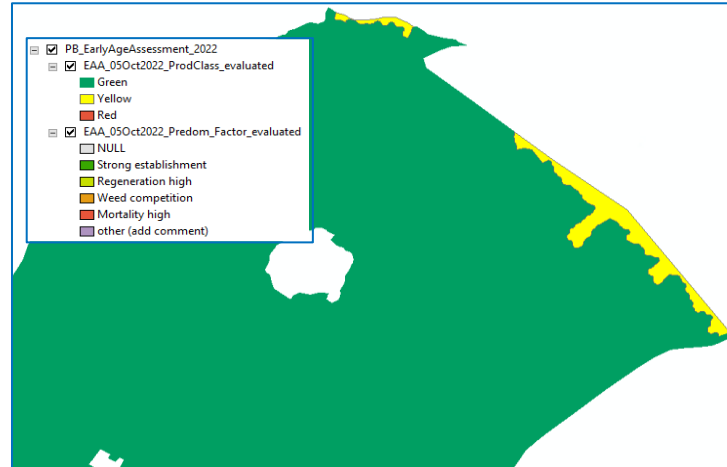 PB_EarlyAgeAssessment_2022
EAA_05Oct2022_ProdClass_evaluated
Green
Yellow
Red
EAA_05Oct2022_Predom_Factor_evaluated
NULL
Strong establishment
Regeneration high
Weed competition
Mortality high
other (add comment)